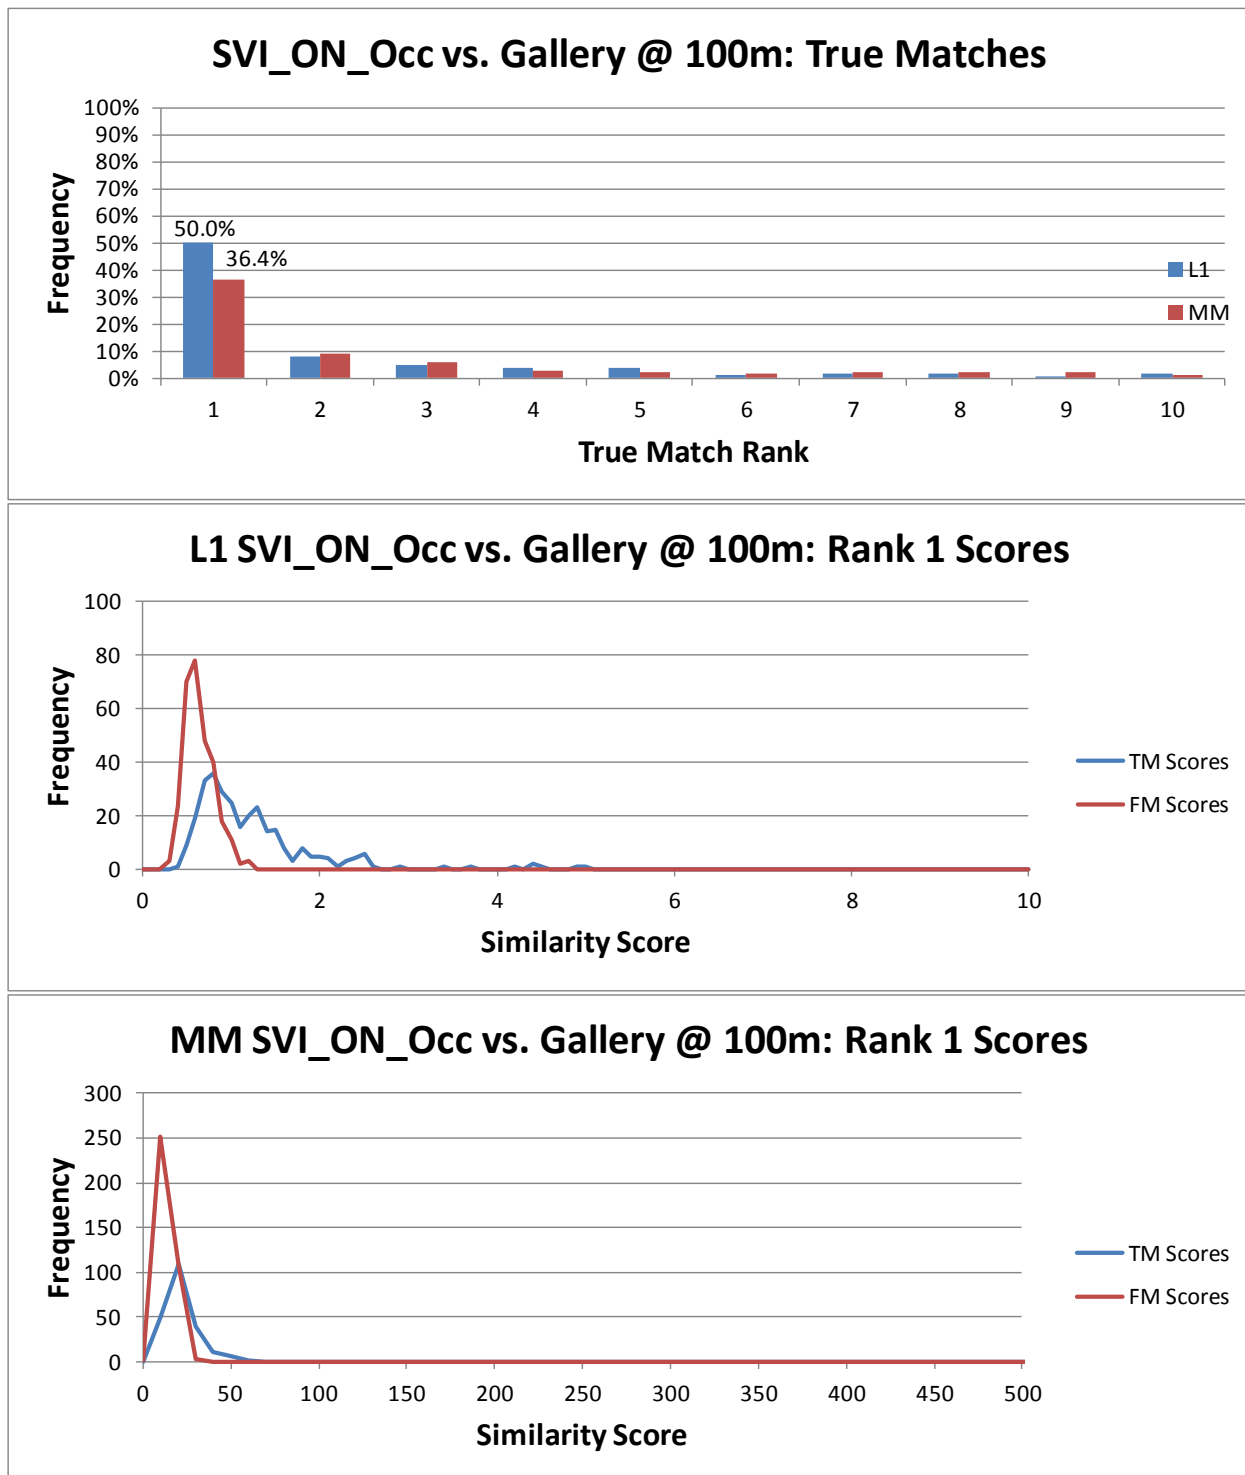 SVI_ON_Occ vs. Gallery @ 100m: True Matches
100%
90%
80%
70%
60%
50%
40%
30%
20%
10%
0%
Frequency
50.0%
36.4%
L1
MM
1 2 3 4 5 6 7 8 9 10
True Match Rank
L1 SVI_ON_Occ vs. Gallery @ 100m: Rank 1 Scores
100
80
60
40
20
0
Frequency
TM Scores
FM Scores
0 2 4 6 8 10
Similarity Score
MM SVI_ON_Occ vs. Gallery @ 100m: Rank 1 Scores
300
250
200
150
100
50
0
Frequency
TM Scores
FM Scores
0 50 100 150 200 250 300 350 400 450 500
Similarity Score